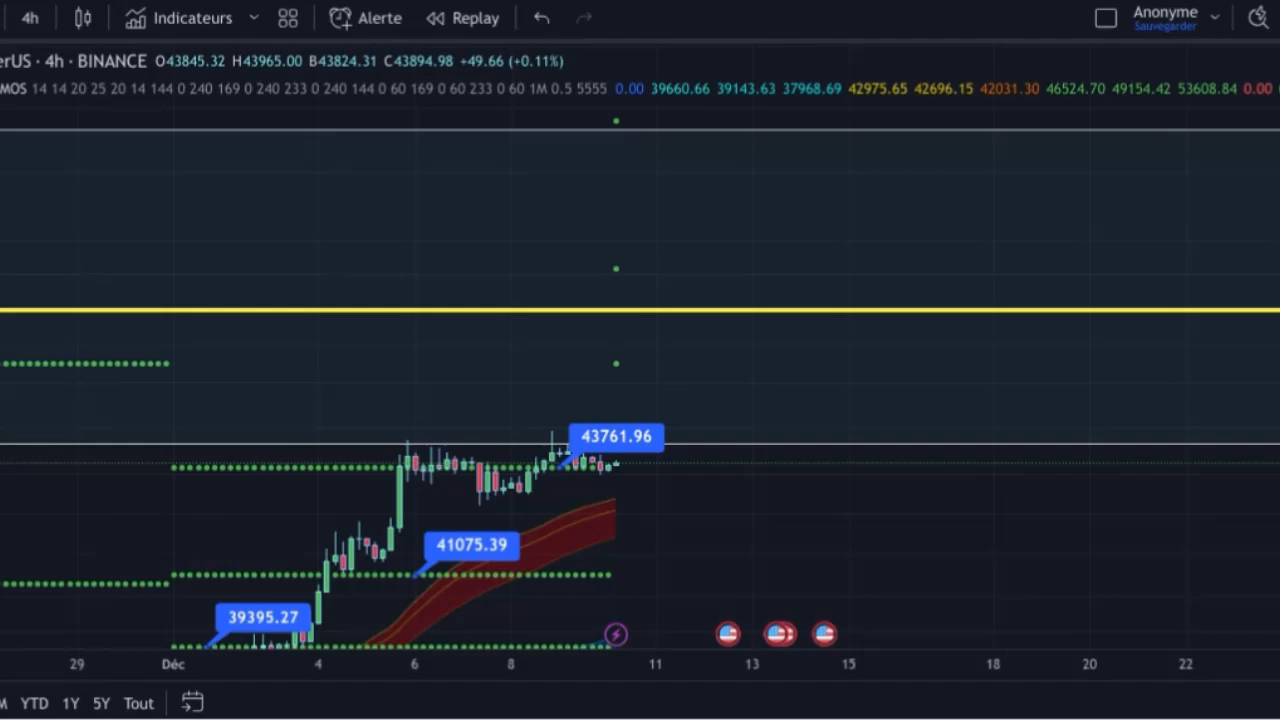 4h Indicateurs Alerte Replay Anonyme
Sauvegarder
erUS · 4h · BINANCE O43845.32 H43965.00 B43824.31 C43894.98 +49.66 (+0.11%)
MOS 14 14 20 25 20 14 144 0 240 169 0 240 233 0 240 144 0 60 169 0 60 233 0 60 1M 0.5 5555 0.00 39660.66 39143.63 37968.69 42975.65 42696.15 42031.30 46524.70 49154.42 53608.84 0.00
43761.96
41075.39
39395.27
29 Déc 4 6 8 11 13 15 18 20 22
M YTD 1Y 5Y Tout